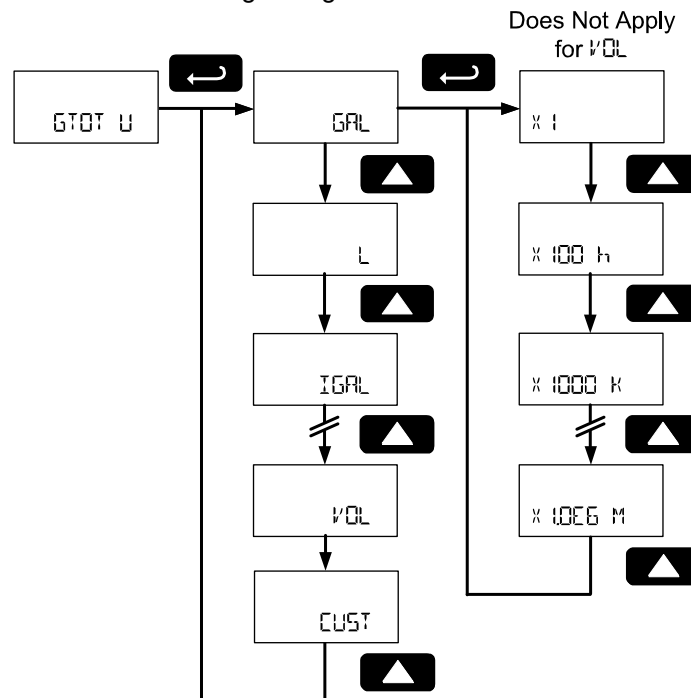 Does Not Apply
for VOL
GTOT U
GAL
X 1
L
X 100 h
IGAL
X 1000 K
VOL
X 1.0E6 M
CUST